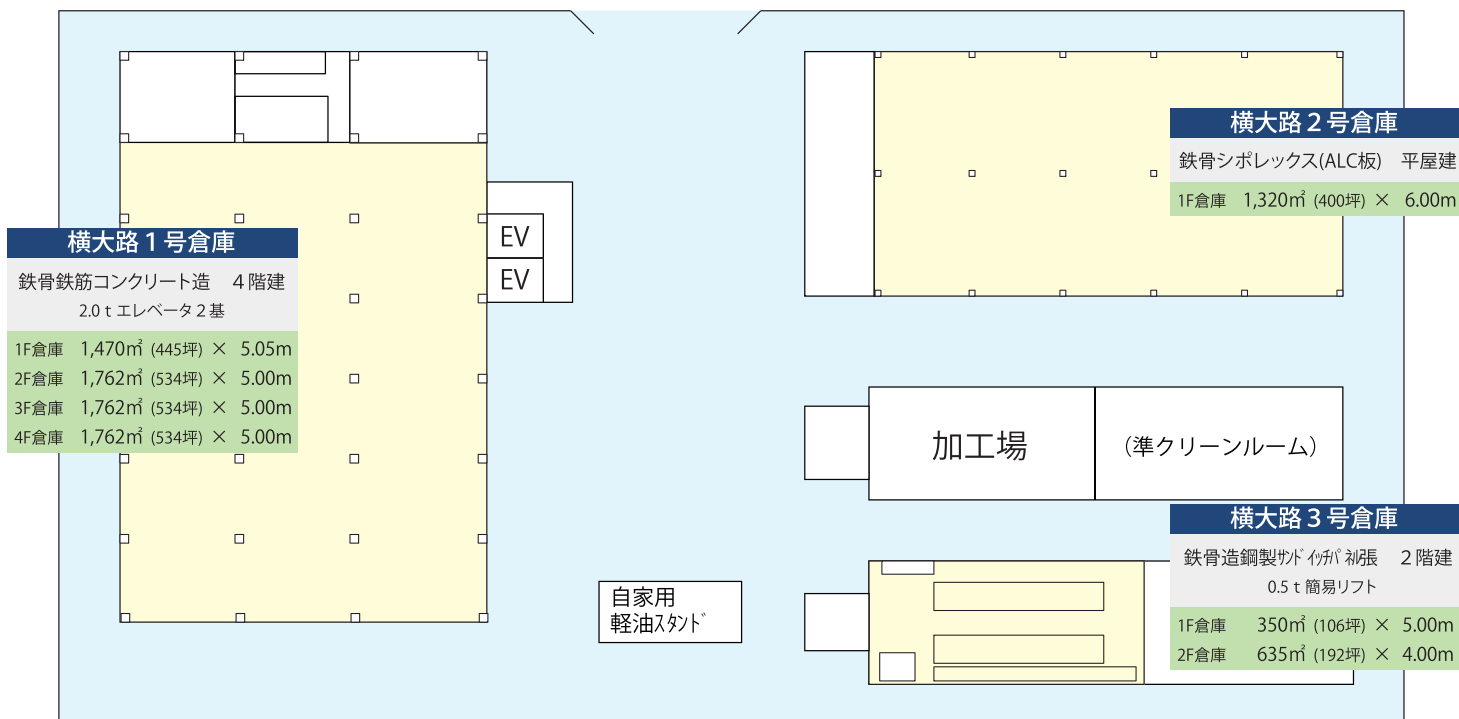 横大路1号倉庫
鉄骨鉄筋コンクリート造　4階建
2.0 t エレベータ2基
1F倉庫 1,470㎡ (445坪) × 5.05m
2F倉庫 1,762㎡ (534坪) × 5.00m
3F倉庫 1,762㎡ (534坪) × 5.00m
4F倉庫 1,762㎡ (534坪) × 5.00m
EV
EV
横大路2号倉庫
鉄骨シポレックス(ALC板)　平屋建
1F倉庫 1,320㎡ (400坪) × 6.00m
加工場
（準クリーンルーム）
自家用
軽油ｽﾀﾝﾄﾞ
横大路3号倉庫
鉄骨造鋼製ｻﾝﾄﾞｲｯﾁﾊﾟﾈﾙ張　2階建
0.5 t 簡易リフト
1F倉庫 350㎡ (106坪) × 5.00m
2F倉庫 635㎡ (192坪) × 4.00m